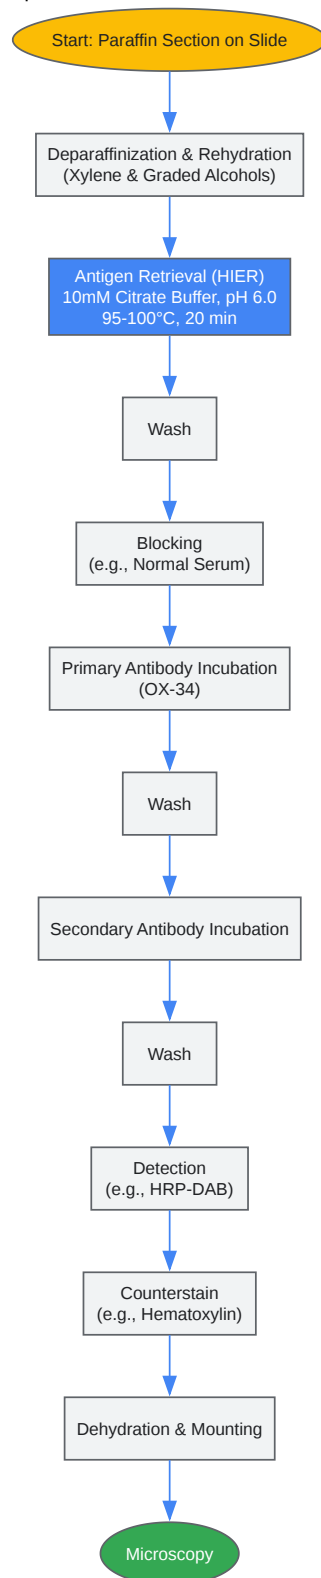 Start: Paraffin Section on Slide
Deparaffinization & Rehydration
(Xylene & Graded Alcohols)
Antigen Retrieval (HIER)
10mM Citrate Buffer, pH 6.0
95-100°C, 20 min
Wash
Blocking
(e.g., Normal Serum)
Primary Antibody Incubation
(OX-34)
Wash
Secondary Antibody Incubation
Wash
Detection
(e.g., HRP-DAB)
Counterstain
(e.g., Hematoxylin)
Dehydration & Mounting
Microscopy